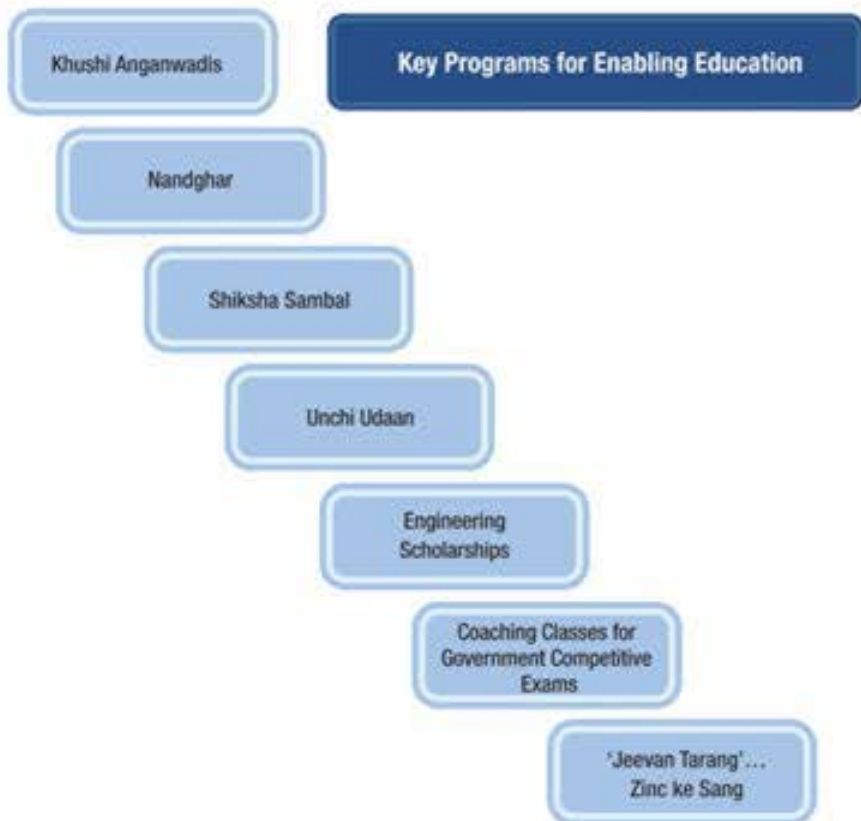 Khushi Anganwadis
Key Programs for Enabling Education
Nandghar
Shiksha Sambal
Unchi Udaan
Engineering
Scholarships
Coaching Classes for
Government Competitive
Exams
‘Jeevan Tarang’...
Zinc ke Sang